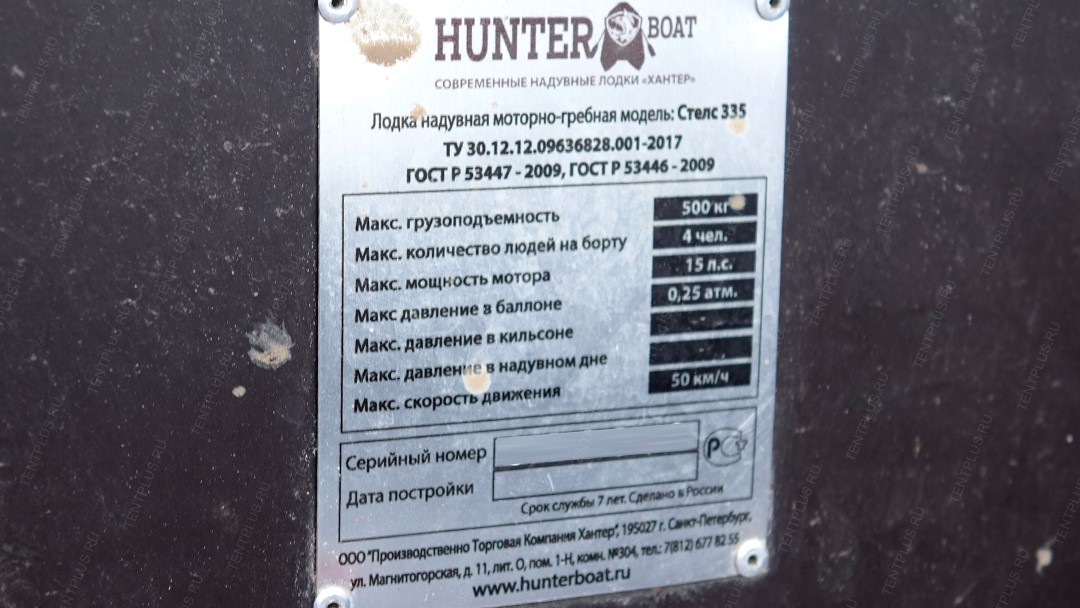 HUNTER BOAT
СОВРЕМЕННЫЕ НАДУВНЫЕ ЛОДКИ «ХАНТЕР»
Лодка надувная моторно-гребная модель: Стелс 335
ТУ 30.12.12.09636828.001-2017
ГОСТ Р 53447 - 2009, ГОСТ Р 53446 - 2009
Макс. грузоподъемность 500 кг
Макс. количество людей на борту 4 чел.
Макс. мощность мотора 15 л.с.
Макс давление в баллоне 0,25 атм.
Макс. давление в кильсоне
Макс. давление в надувном дне
Макс. скорость движения 50 км/ч
Серийный номер
Дата постройки
Срок службы 7 лет. Сделано в России
ООО "Производственно Торговая Компания Хантер", 195027 г. Санкт-Петербург,
ул. Магнитогорская, д. 11, лит. О, пом. 1-Н, комн. №304, тел.: 7(812) 677 82 55
www.hunterboat.ru
TENTPLUS.RU